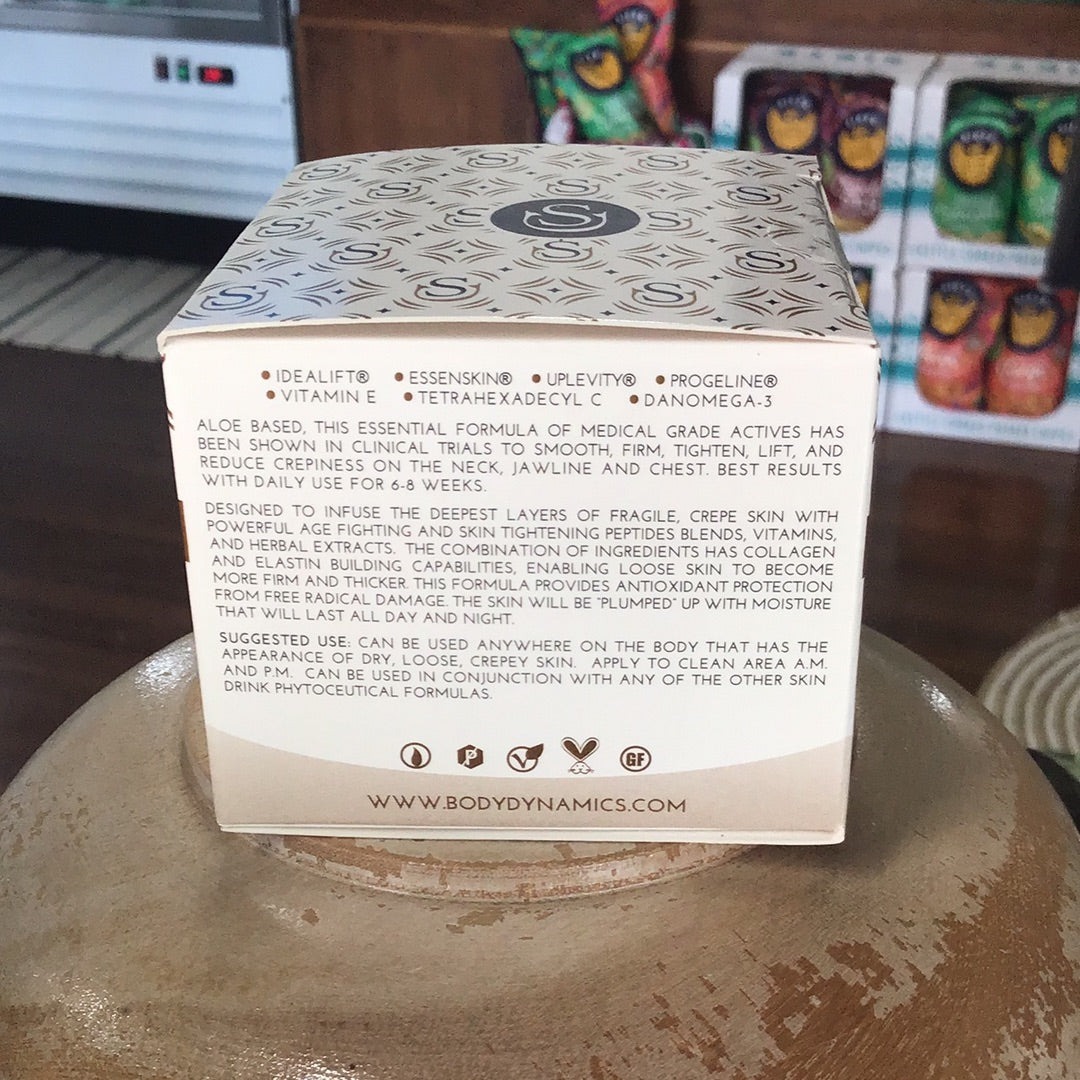 S
• IDEALIFT® • ESSENSKIN® • UPLEVITY® • PROGELINE®
• VITAMIN E • TETRAHEXADECYL C • DANOMEGA-3
ALOE BASED, THIS ESSENTIAL FORMULA OF MEDICAL GRADE ACTIVES HAS
BEEN SHOWN IN CLINICAL TRIALS TO SMOOTH, FIRM, TIGHTEN, LIFT, AND
REDUCE CREPINESS ON THE NECK, JAWLINE AND CHEST. BEST RESULTS
WITH DAILY USE FOR 6-8 WEEKS.
DESIGNED TO INFUSE THE DEEPEST LAYERS OF FRAGILE, CREPE SKIN WITH
POWERFUL AGE FIGHTING AND SKIN TIGHTENING PEPTIDES BLENDS, VITAMINS,
AND HERBAL EXTRACTS. THE COMBINATION OF INGREDIENTS HAS COLLAGEN
AND ELASTIN BUILDING CAPABILITIES, ENABLING LOOSE SKIN TO BECOME
MORE FIRM AND THICKER. THIS FORMULA PROVIDES ANTIOXIDANT PROTECTION
FROM FREE RADICAL DAMAGE. THE SKIN WILL BE "PLUMPED" UP WITH MOISTURE
THAT WILL LAST ALL DAY AND NIGHT.
SUGGESTED USE: CAN BE USED ANYWHERE ON THE BODY THAT HAS THE
APPEARANCE OF DRY, LOOSE, CREPEY SKIN. APPLY TO CLEAN AREA A.M.
AND P.M. CAN BE USED IN CONJUNCTION WITH ANY OF THE OTHER SKIN
DRINK PHYTOCEUTICAL FORMULAS.
GF
WWW.BODYDYNAMICS.COM